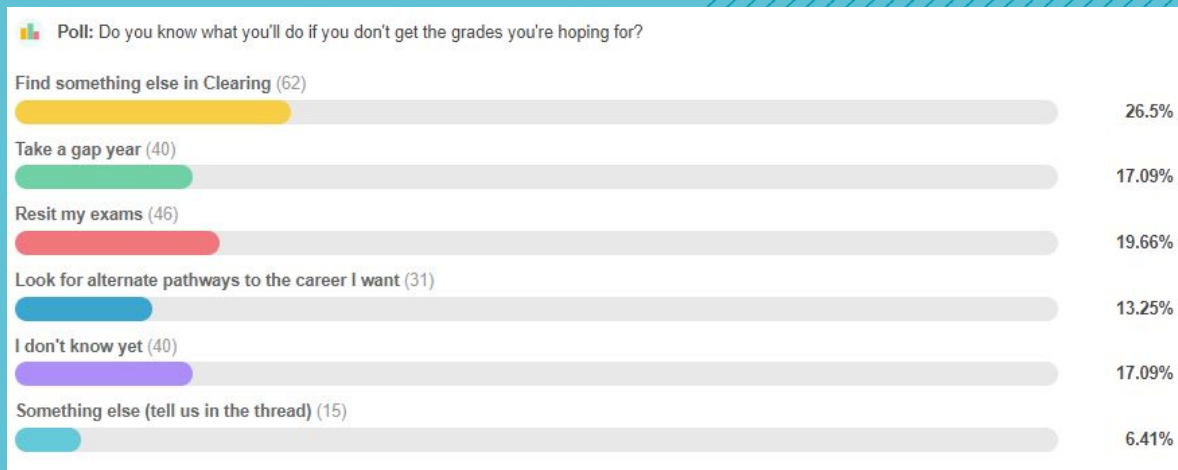 Poll: Do you know what you'll do if you don't get the grades you're hoping for?
Find something else in Clearing (62)
26.5%
Take a gap year (40)
17.09%
Resit my exams (46)
19.66%
Look for alternate pathways to the career I want (31)
13.25%
I don't know yet (40)
17.09%
Something else (tell us in the thread) (15)
6.41%